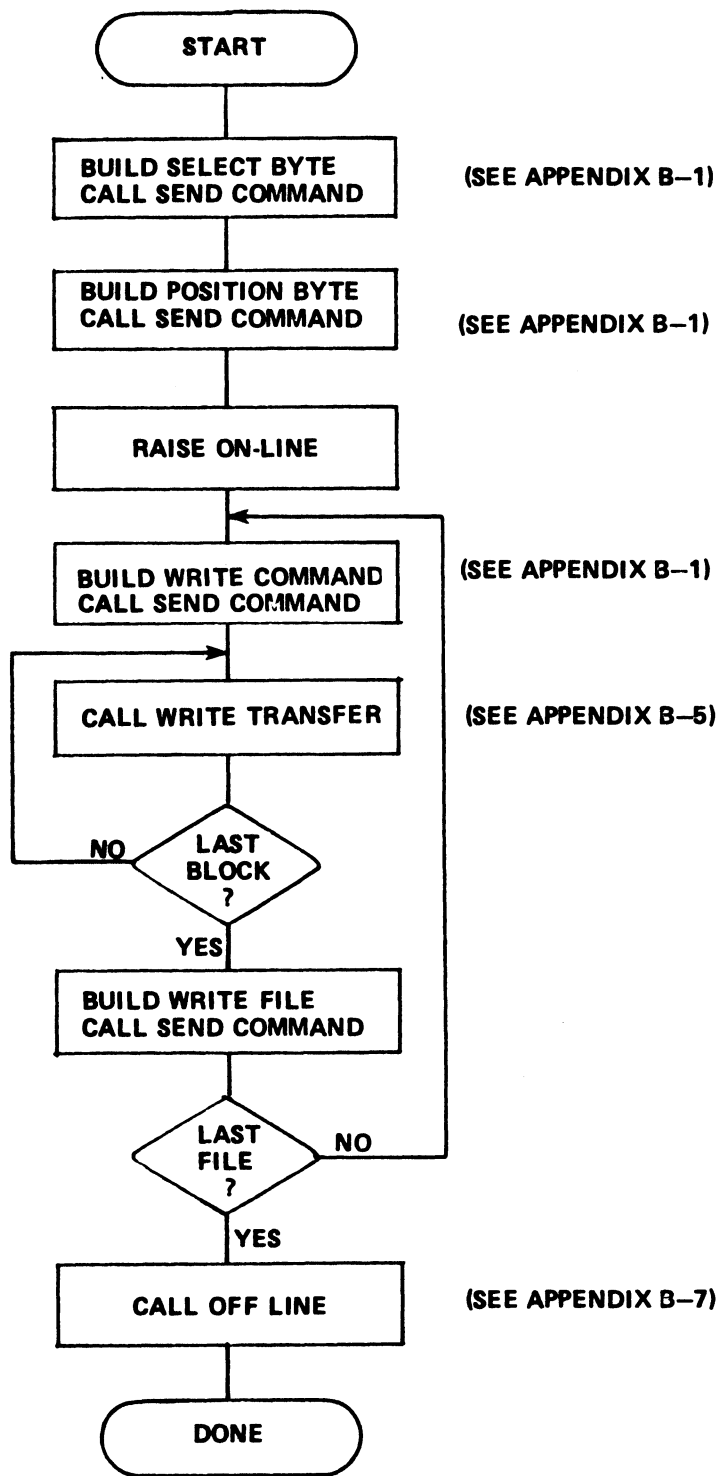 START
BUILD SELECT BYTE
CALL SEND COMMAND
(SEE APPENDIX B–1)
BUILD POSITION BYTE
CALL SEND COMMAND
(SEE APPENDIX B–1)
RAISE ON-LINE
BUILD WRITE COMMAND
CALL SEND COMMAND
(SEE APPENDIX B–1)
CALL WRITE TRANSFER
(SEE APPENDIX B–5)
NO
LAST
BLOCK
?
YES
BUILD WRITE FILE
CALL SEND COMMAND
LAST
FILE
?
NO
YES
CALL OFF LINE
(SEE APPENDIX B–7)
DONE